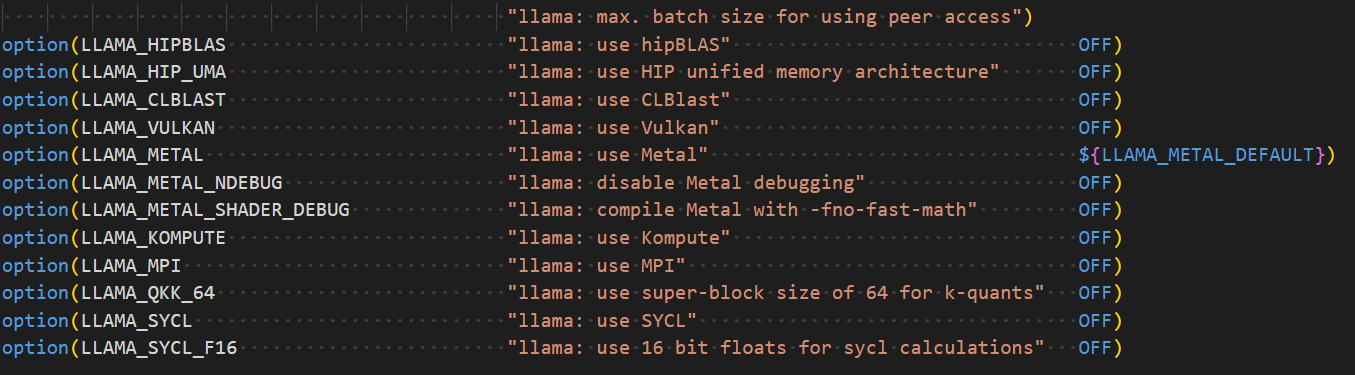 "llama: max. batch size for using peer access")
option(LLAMA_HIPBLAS "llama: use hipBLAS" OFF)
option(LLAMA_HIP_UMA "llama: use HIP unified memory architecture" OFF)
option(LLAMA_CLBLAST "llama: use CLBlast" OFF)
option(LLAMA_VULKAN "llama: use Vulkan" OFF)
option(LLAMA_METAL "llama: use Metal" ${LLAMA_METAL_DEFAULT})
option(LLAMA_METAL_NDEBUG "llama: disable Metal debugging" OFF)
option(LLAMA_METAL_SHADER_DEBUG "llama: compile Metal with -fno-fast-math" OFF)
option(LLAMA_KOMPUTE "llama: use Kompute" OFF)
option(LLAMA_MPI "llama: use MPI" OFF)
option(LLAMA_QKK_64 "llama: use super-block size of 64 for k-quants" OFF)
option(LLAMA_SYCL "llama: use SYCL" OFF)
option(LLAMA_SYCL_F16 "llama: use 16 bit floats for sycl calculations" OFF)